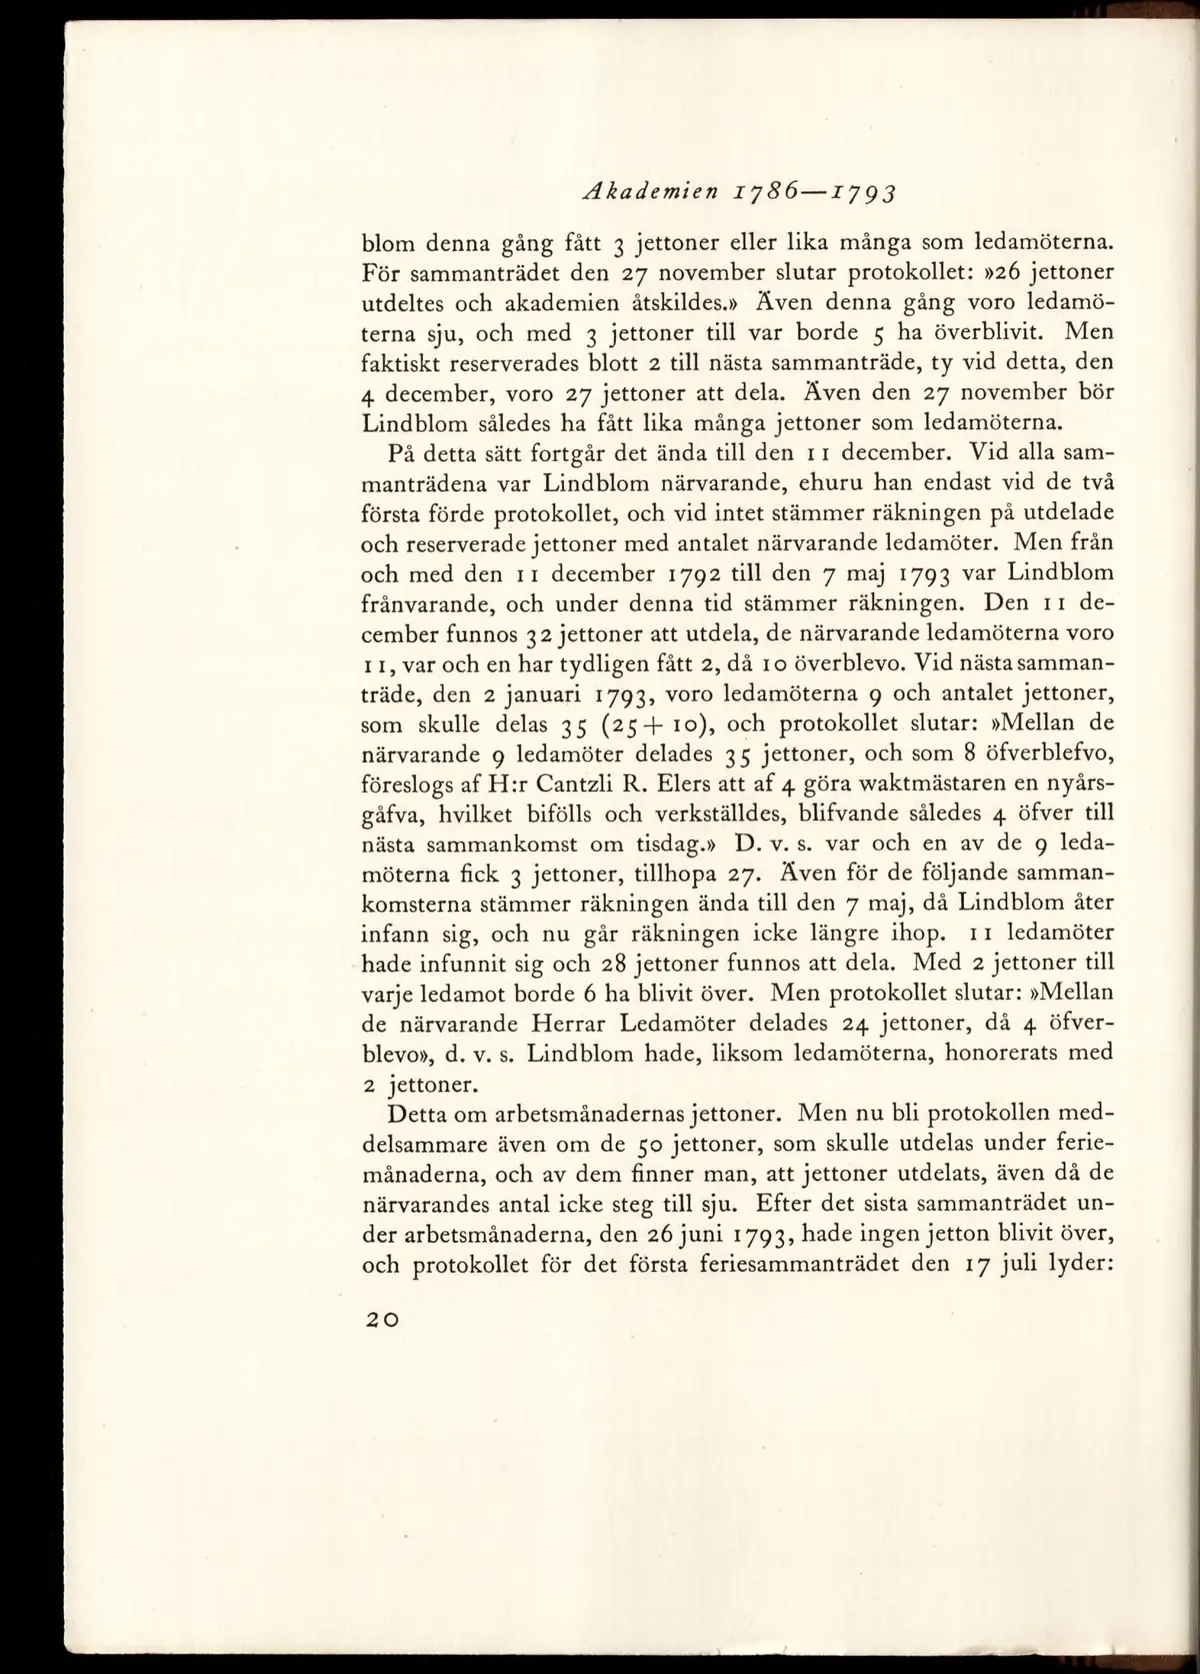 Akademien 1786—1793
blom denna gång fått 3 jettoner eller lika många som ledamöterna.
För sammanträdet den 27 november slutar protokollet: »26 jettoner
utdeltes och akademien åtskildes.» Även denna gång voro ledamö-
terna sju, och med 3 jettoner till var borde 5 ha överblivit. Men
faktiskt reserverades blott 2 till nästa sammanträde, ty vid detta, den
4 december, voro 27 jettoner att dela. Även den 27 november bör
Lindblom således ha fått lika många jettoner som ledamöterna.
På detta sätt fortgår det ända till den 11 december. Vid alla sam-
manträdena var Lindblom närvarande, ehuru han endast vid de två
första förde protokollet, och vid intet stämmer räkningen på utdelade
och reserverade jettoner med antalet närvarande ledamöter. Men från
och med den 11 december 1792 till den 7 maj 1793 var Lindblom
frånvarande, och under denna tid stämmer räkningen. Den 11 de-
cember funnos 32 jettoner att utdela, de närvarande ledamöterna voro
11, var och en har tydligen fått 2, då 10 överblevo. Vid nästa samman-
träde, den 2 januari 1793, voro ledamöterna 9 och antalet jettoner,
som skulle delas 35 (25+10), och protokollet slutar: »Mellan de
närvarande 9 ledamöter delades 35 jettoner, och som 8 öfverblefvo,
föreslogs af H:r Cantzli R. Elers att af 4 göra waktmästaren en nyårs-
gåfva, hvilket bifölls och verkställdes, blifvande således 4 öfver till
nästa sammankomst om tisdag.» D. v. s. var och en av de 9 leda-
möterna fick 3 jettoner, tillhopa 27. Även för de följande samman-
komsterna stämmer räkningen ända till den 7 maj, då Lindblom åter
infann sig, och nu går räkningen icke längre ihop. 11 ledamöter
hade infunnit sig och 28 jettoner funnos att dela. Med 2 jettoner till
varje ledamot borde 6 ha blivit över. Men protokollet slutar: »Mellan
de närvarande Herrar Ledamöter delades 24 jettoner, då 4 öfver-
blevo», d. v. s. Lindblom hade, liksom ledamöterna, honorerats med
2 jettoner.
Detta om arbetsmånadernas jettoner. Men nu bli protokollen med-
delsammare även om de 50 jettoner, som skulle utdelas under ferie-
månaderna, och av dem finner man, att jettoner utdelats, även då de
närvarandes antal icke steg till sju. Efter det sista sammanträdet un-
der arbetsmånaderna, den 26 juni 1793, hade ingen jetton blivit över,
och protokollet för det första feriesammanträdet den 17 juli lyder:
20